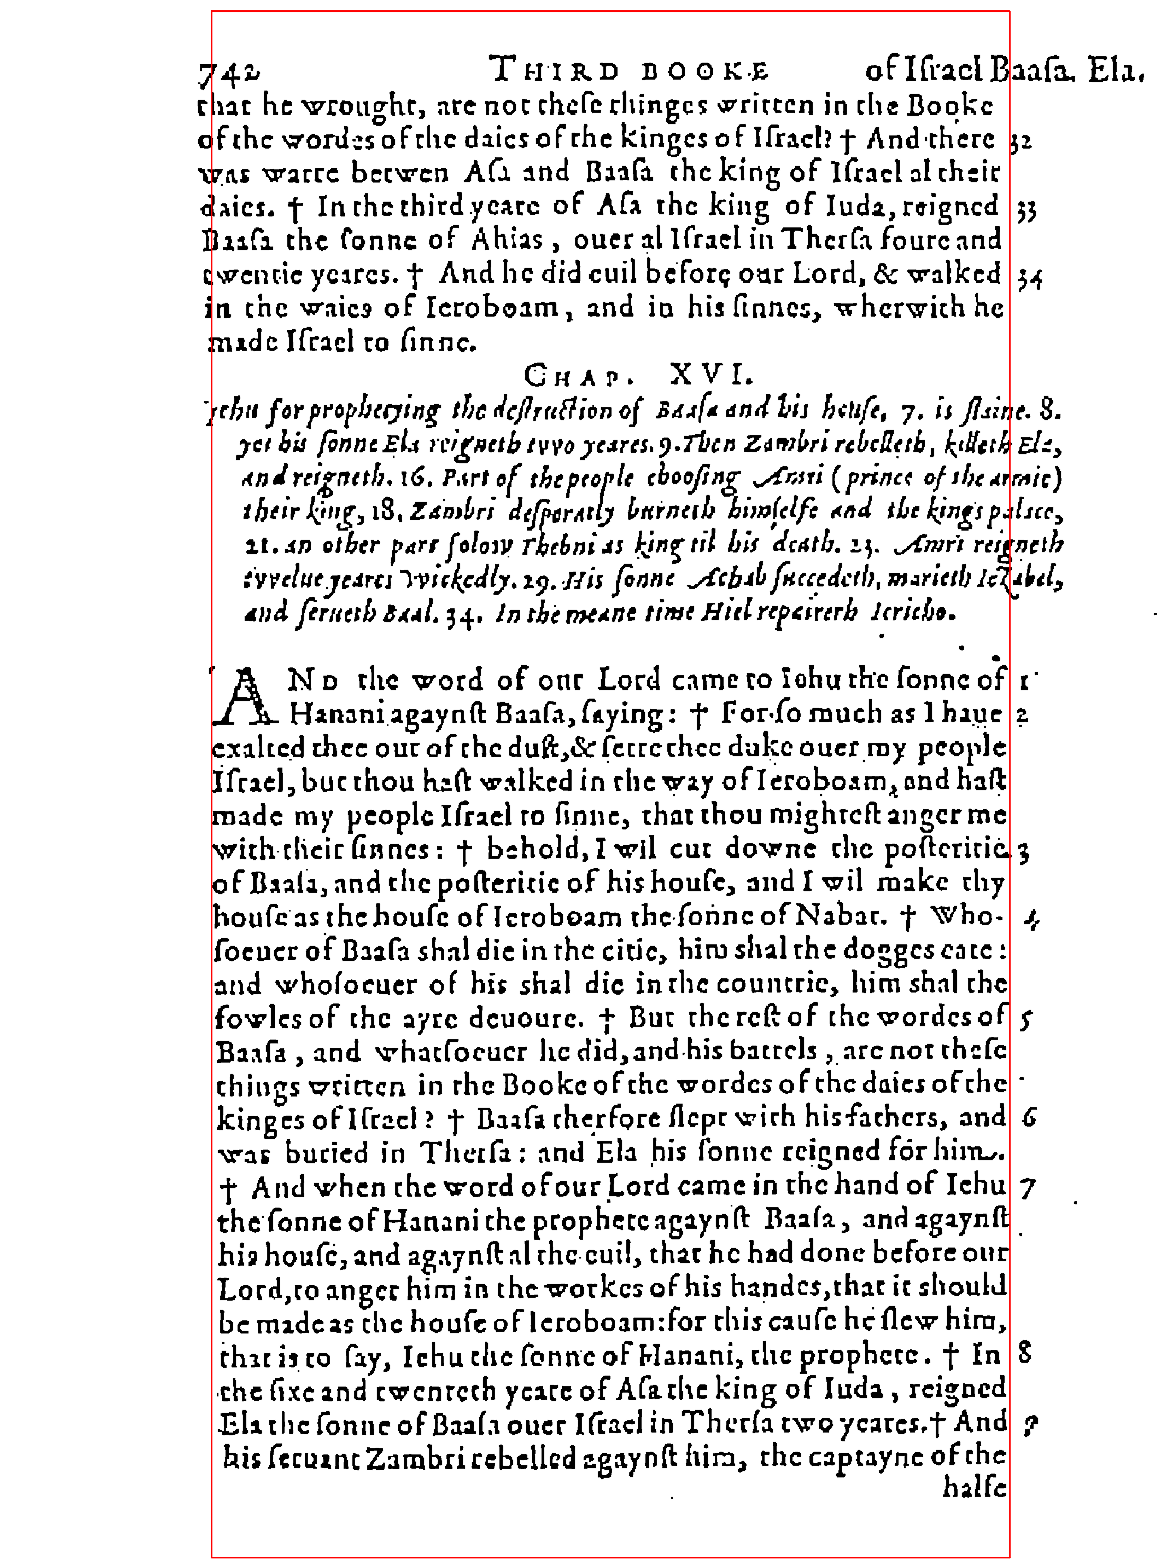 742 THIRD BOOKE of Iſrael Baaſa. Ela.
that he wrought, are not theſe thinges written in the Booke
of the wordes of the daies of the kinges of Iſrael? † And there 32
was warre betwen Aſa and Baaſa the king of Iſrael al their
daies. † In the third yeare of Aſa the king of Iuda, reigned 33
Baaſa the ſonne of Ahias, ouer al Iſrael in Therſa foure and
twentie yeares. † And he did euil before our Lord, & walked 34
in the waies of Ieroboam, and in his ſinnes, wherwith he
made Iſrael to ſinne.
CHAP. XVI.
Jehu for propheciing the deſtruction of Baaſa and his houſe, 7. is ſlaine. 8.
yet his ſonne Ela reigneth tvvo yeares. 9. Then Zambri rebelleth, killeth Ela,
and reigneth. 16. Part of the people chooſing Amri (prince of the armie)
their king, 18. Zambri deſperatly burneth himſelfe and the kings palace,
21. an other part folovv Thebni as king til his death. 23. Amri reigneth
tvvelue yeares vvickedly. 29. His ſonne Achab ſuccedeth, marieth Iezabel,
and ſerueth Baal. 34. In the meane time Hiel repaireth Iericho.
AND the word of our Lord came to Iehu the ſonne of 1
Hanani agaynſt Baaſa, ſaying: † For ſo much as I haue 2
exalted thee out of the duſt, & ſette thee duke ouer my people
Iſrael, but thou haſt walked in the way of Ieroboam, and haſt
made my people Iſrael to ſinne, that thou mighteſt anger me
with their ſinnes: † behold, I wil cut downe the poſteritie 3
of Baaſa, and the poſteritie of his houſe, and I wil make thy
houſe as the houſe of Ieroboam the ſonne of Nabat. † Who- 4
ſoeuer of Baaſa shal die in the citie, him shal the dogges eate:
and whoſoeuer of his shal die in the countrie, him shal the
fowles of the ayre deuoure. † But the reſt of the wordes of 5
Baaſa, and whatſoeuer he did, and his battels, are not theſe
things written in the Booke of the wordes of the daies of the
kinges of Iſrael? † Baaſa therfore ſlept with his fathers, and 6
was buried in Therſa: and Ela his ſonne reigned for him.
† And when the word of our Lord came in the hand of Iehu 7
the ſonne of Hanani the prophete agaynſt Baaſa, and agaynſt
his houſe, and agaynſt al the euil, that he had done before our
Lord, to anger him in the workes of his handes, that it should
be made as the houſe of Ieroboam: for this cauſe he ſlew him,
that is to ſay, Iehu the ſonne of Hanani, the prophete. † In 8
the ſixe and twenteth yeare of Aſa the king of Iuda, reigned
Ela the ſonne of Baaſa ouer Iſrael in Therſa two yeares. † And 9
his ſeruant Zambri rebelled agaynſt him, the captayne of the
halfe